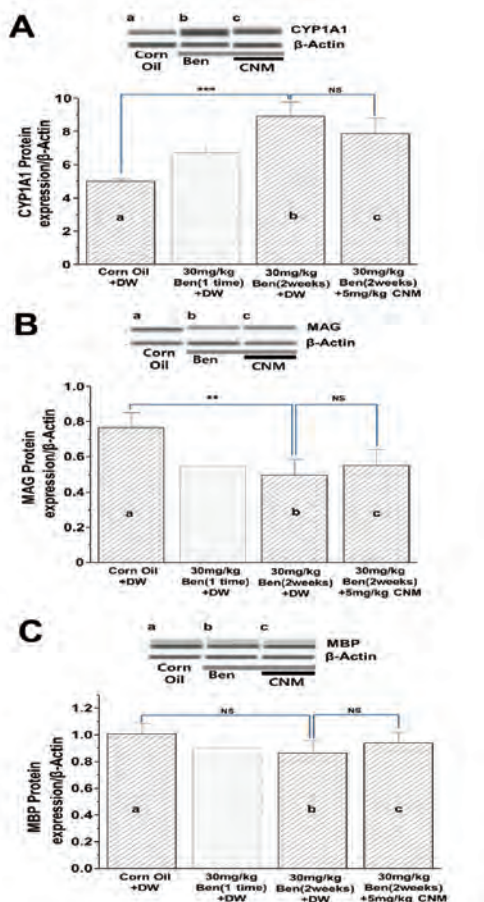 A
a b c
CYP1A1
β-Actin
Corn Oil
Ben
CNM
CYP1A1 Protein expression/β-Actin
10
8
6
4
2
0
***
NS
a
b
c
Corn Oil +DW
30mg/kg Ben(1 time) +DW
30mg/kg Ben(2weeks) +DW
30mg/kg Ben(2weeks) +5mg/kg CNM
B
a b c
MAG
β-Actin
Corn Oil
Ben
CNM
MAG Protein expression/β-Actin
1.0
0.8
0.6
0.4
0.2
0
**
NS
a
b
c
Corn Oil +DW
30mg/kg Ben(1 time) +DW
30mg/kg Ben(2weeks) +DW
30mg/kg Ben(2weeks) +5mg/kg CNM
C
a b c
MBP
β-Actin
Corn Oil
Ben
CNM
MBP Protein expression/β-Actin
1.2
1.0
0.8
0.6
0.4
0.2
0.0
NS
NS
a
b
c
Corn Oil +DW
30mg/kg Ben(1 time) +DW
30mg/kg Ben(2weeks) +DW
30mg/kg Ben(2weeks) +5mg/kg CNM